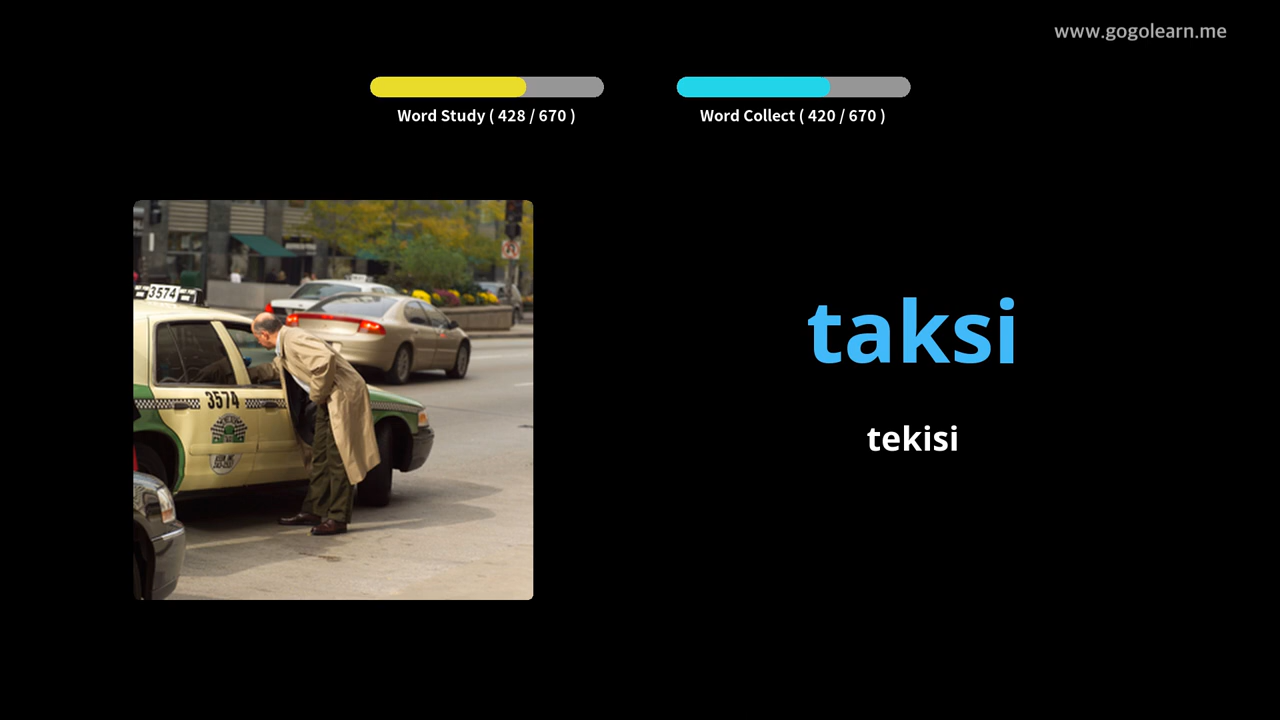 www.gogolearn.me
Word Study ( 428 / 670 )
Word Collect ( 420 / 670 )
3574
3574
taksi
tekisi